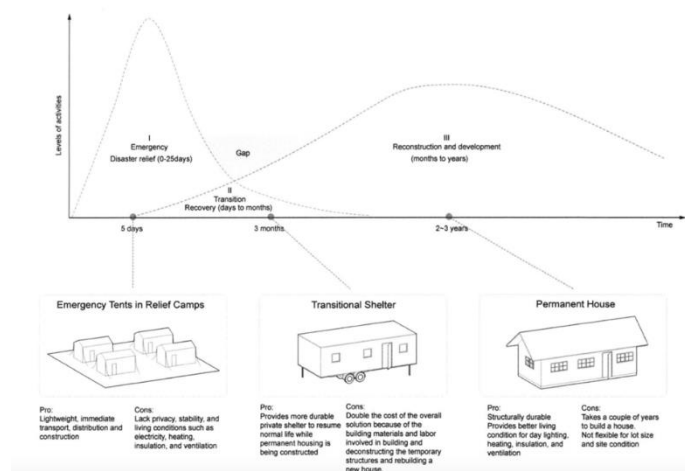 Levels of activities
I
Emergency
Disaster relief (0-25days)
Gap
III
Reconstruction and development
(months to years)
II
Transition
Recovery (days to months)
5 days
3 months
2~3 years
Time
Emergency Tents in Relief Camps
Pro:
Lightweight, immediate
transport, distribution and
construction
Cons:
Lack privacy, stability, and
living conditions such as
electricity, heating,
insulation, and ventilation
Transitional Shelter
Pro:
Provides more durable
private shelter to resume
normal life while
permanent housing is
being constructed
Cons:
Double the cost of the overall
solution because of the
building materials and labor
involved in building and
deconstructing the temporary
structures and rebuilding a
new house
Permanent House
Pro:
Structurally durable
Provides better living
condition for day lighting,
heating, insulation, and
ventilation
Cons:
Takes a couple of years
to build a house.
Not flexible for lot size
and site condition